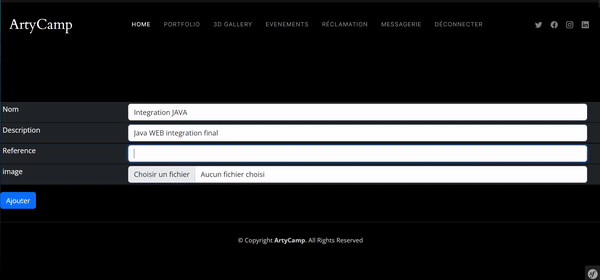 ArtyCamp HOME PORTFOLIO 3D GALLERY EVENEMENTS RÉCLAMATION MESSAGERIE DÉCONNECTER
Nom Integration JAVA
Description Java WEB integration final
Reference
image Choisir un fichier Aucun fichier choisi
Ajouter
© Copyright ArtyCamp. All Rights Reserved